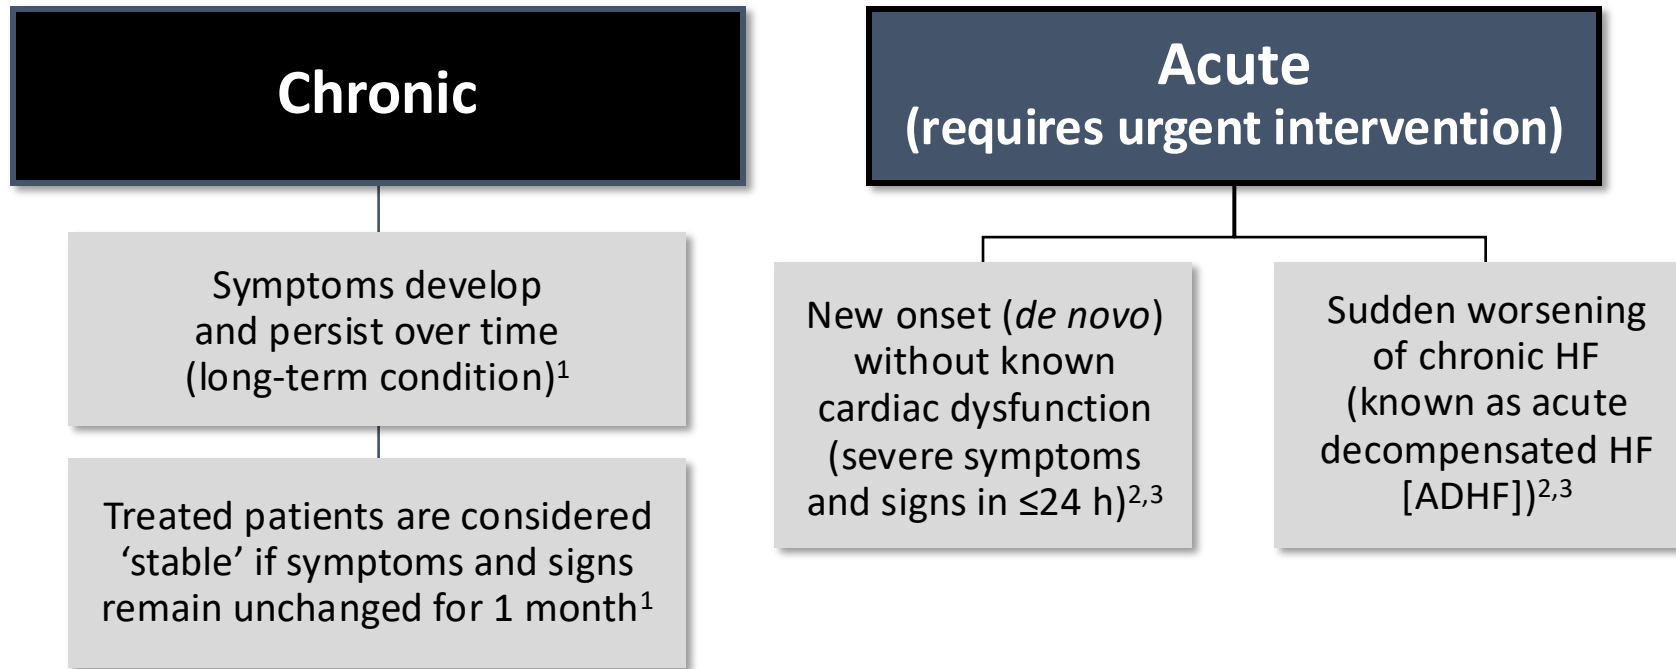 Chronic
Symptoms develop
and persist over time
(long-term condition)1
Treated patients are considered
‘stable’ if symptoms and signs
remain unchanged for 1 month1
Acute
(requires urgent intervention)
New onset (de novo)
without known
cardiac dysfunction
(severe symptoms
and signs in ≤24 h)2,3
Sudden worsening
of chronic HF
(known as acute
decompensated HF
[ADHF])2,3